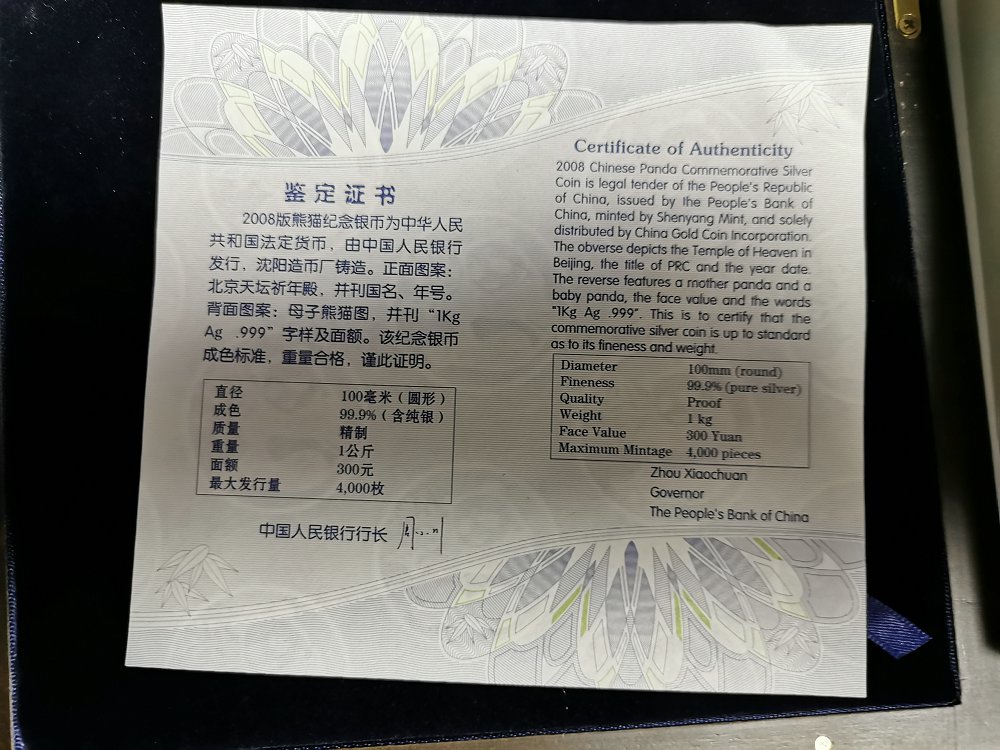 鉴定证书
2008版熊猫纪念银币为中华人民
共和国法定货币，由中国人民银行
发行，沈阳造币厂铸造。正面图案：
北京天坛祈年殿，并刊国名、年号。
背面图案：母子熊猫图，并刊“1Kg
Ag .999”字样及面额。该纪念银币
成色标准，重量合格，谨此证明。
直径 100毫米（圆形）
成色 99.9%（含纯银）
质量 精制
重量 1公斤
面额 300元
最大发行量 4,000枚
中国人民银行行长
Certificate of Authenticity
2008 Chinese Panda Commemorative Silver
Coin is legal tender of the People's Republic
of China, issued by the People's Bank of
China, minted by Shenyang Mint, and solely
distributed by China Gold Coin Incorporation.
The obverse depicts the Temple of Heaven in
Beijing, the title of PRC and the year date.
The reverse features a mother panda and a
baby panda, the face value and the words
"1Kg Ag .999". This is to certify that the
commemorative silver coin is up to standard
as to its fineness and weight.
Diameter 100mm (round)
Fineness 99.9% (pure silver)
Quality Proof
Weight 1 kg
Face Value 300 Yuan
Maximum Mintage 4,000 pieces
Zhou Xiaochuan
Governor
The People's Bank of China